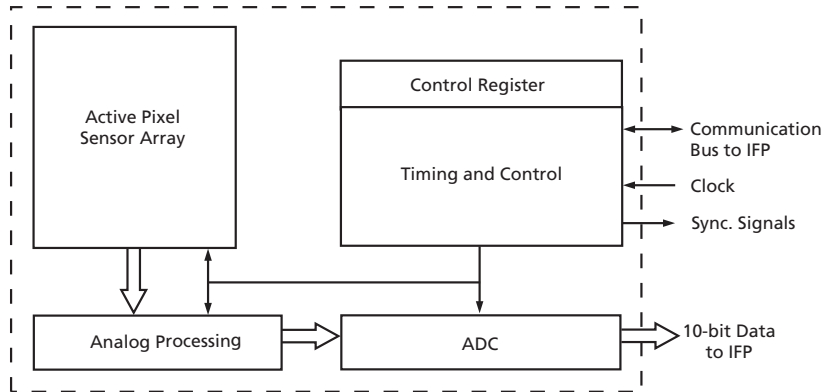 Active Pixel
Sensor Array
Control Register
Timing and Control
Communication
Bus to IFP
Clock
Sync. Signals
Analog Processing
ADC
10-bit Data
to IFP